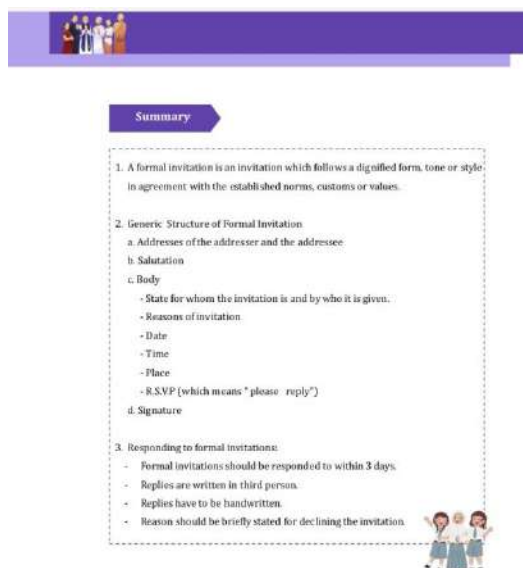 Summary
1. A formal invitation is an invitation which follows a dignified form, tone or style
in agreement with the established norms, customs or values.
2. Generic Structure of Formal Invitation
a. Addresses of the addresser and the addressee
b. Salutation
c. Body
- State for whom the invitation is and by who it is given.
- Reasons of invitation
- Date
- Time
- Place
- R.S.V.P (which means " please reply")
d. Signature
3. Responding to formal invitations:
- Formal invitations should be responded to within 3 days.
- Replies are written in third person.
- Replies have to be handwritten.
- Reason should be briefly stated for declining the invitation.